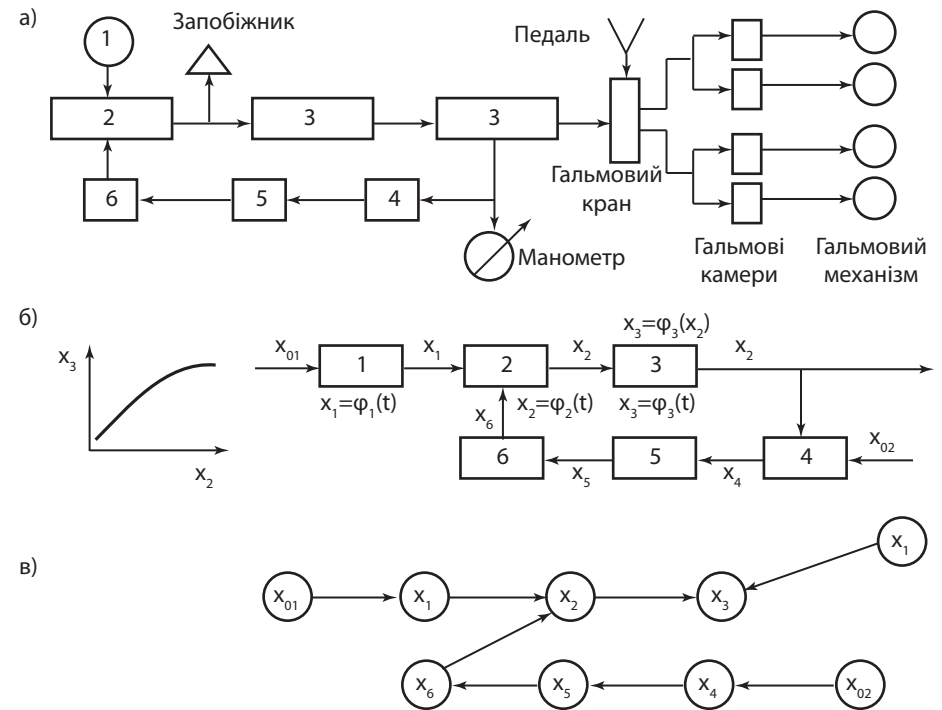 а)
1
Запобіжник
Педаль
2
3
3
6
5
4
Гальмовий
кран
Манометр
Гальмові
камери
Гальмовий
механізм
б)
x₃
x₂
x₀₁
1
x₁
2
x₂
x₃=φ₃(x₂)
3
x₂
x₁=φ₁(t)
x₆
x₂=φ₂(t)
x₃=φ₃(t)
6
x₅
5
x₄
4
x₀₂
в)
x₁
x₀₁
x₁
x₂
x₃
x₆
x₅
x₄
x₀₂